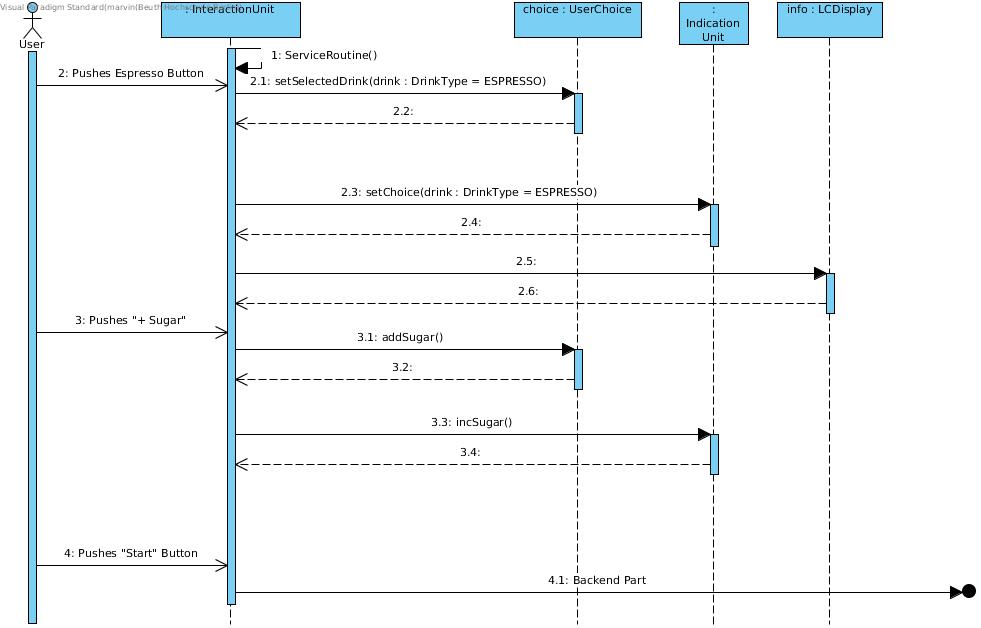 Visual Paradigm Standard(marvin(Beuth Hochschule
: InteractionUnit
choice : UserChoice
:
Indication
Unit
info : LCDisplay
User
1: ServiceRoutine()
2: Pushes Espresso Button
2.1: setSelectedDrink(drink : DrinkType = ESPRESSO)
2.2:
2.3: setChoice(drink : DrinkType = ESPRESSO)
2.4:
2.5:
2.6:
3: Pushes "+ Sugar"
3.1: addSugar()
3.2:
3.3: incSugar()
3.4:
4: Pushes "Start" Button
4.1: Backend Part